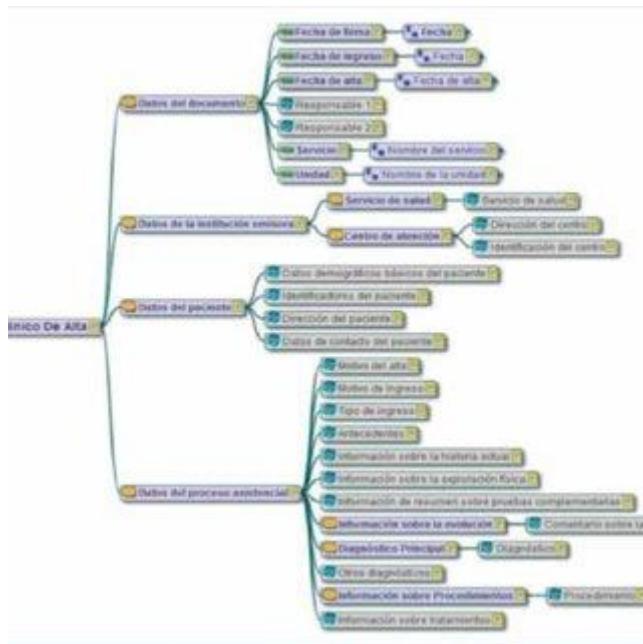 Fecha de firma Fecha
Fecha de ingreso Fecha
Fecha de alta Fecha de alta
Datos del documento
Responsable 1
Responsable 2
Servicio Nombre del servicio
Unidad Nombre de la unidad
Servicio de salud Servicio de salud
Datos de la institución emisora
Centro de atención Dirección del centro
Identificación del centro
Datos demográficos básicos del paciente
Identificadores del paciente
Datos del paciente
Dirección del paciente
ínico De Alta
Datos de contacto del paciente
Motivo del alta
Motivo de ingreso
Tipo de ingreso
Antecedentes
Información sobre la historia actual
Información sobre la exploración física
Datos del proceso asistencial
Información de resumen sobre pruebas complementarias
Información sobre la evolución Comentario sobre la
Diagnóstico Principal Diagnóstico
Otros diagnósticos
Información sobre Procedimientos Procedimiento
Información sobre tratamientos